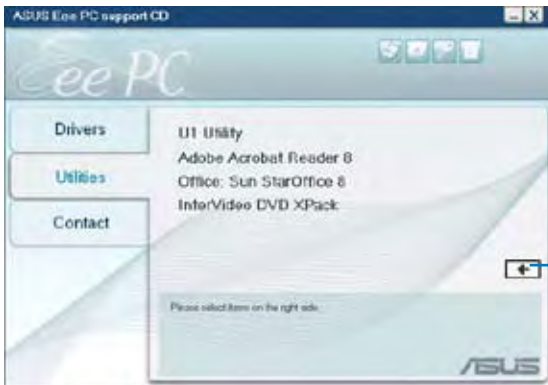 ASUS Eee PC support CD
Eee PC
Drivers
Utilities
Contact
U1 Utility
Adobe Acrobat Reader 8
Office: Sun StarOffice 8
InterVideo DVD XPack
Please select items on the right side.
ASUS